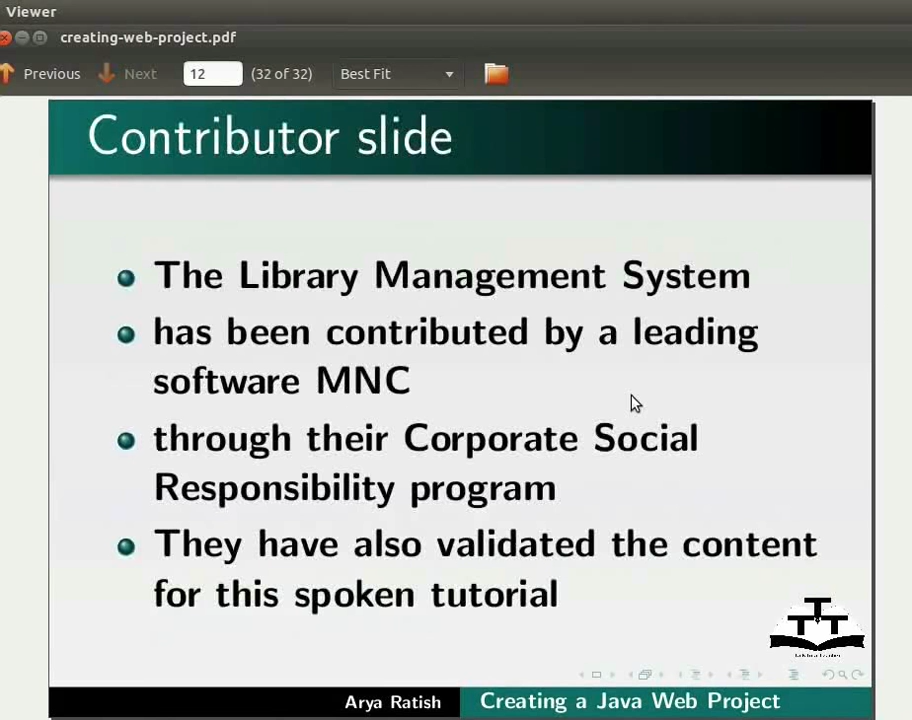 Viewer
creating-web-project.pdf
Previous Next 12 (32 of 32) Best Fit
Contributor slide
The Library Management System
has been contributed by a leading
software MNC
through their Corporate Social
Responsibility program
They have also validated the content
for this spoken tutorial
TTT
Arya Ratish Creating a Java Web Project